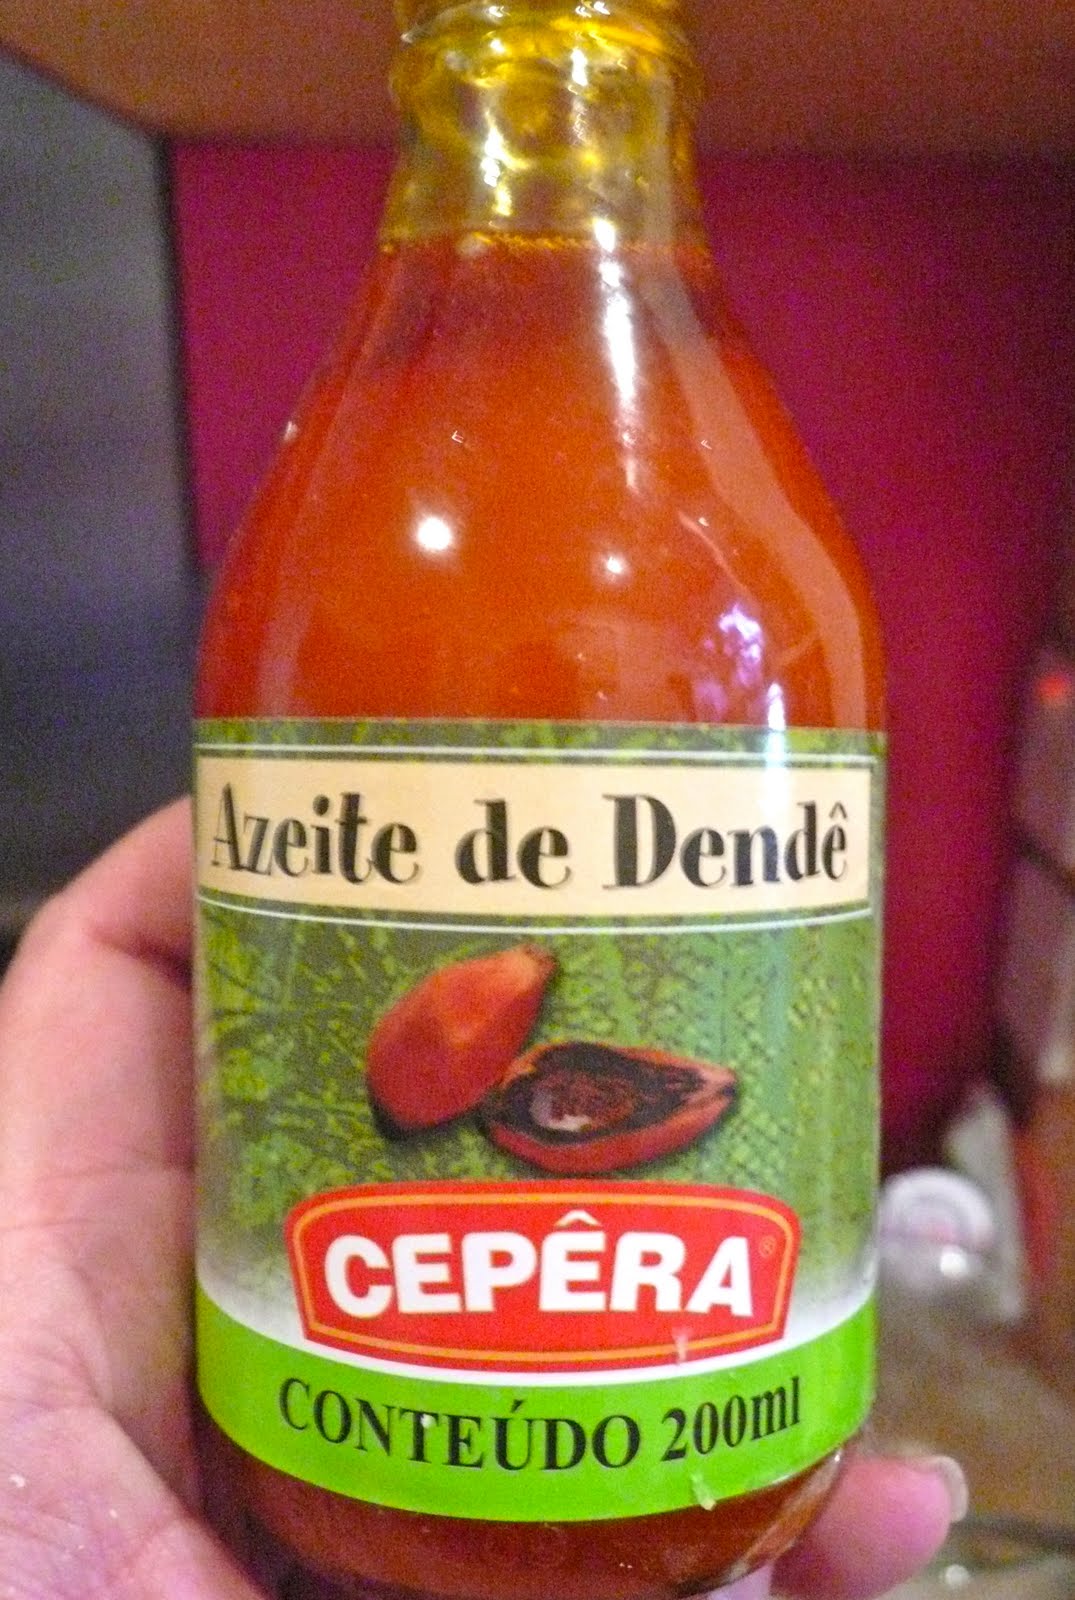 Azeite de Dendê
CEPÊRA®
CONTEÚDO 200ml